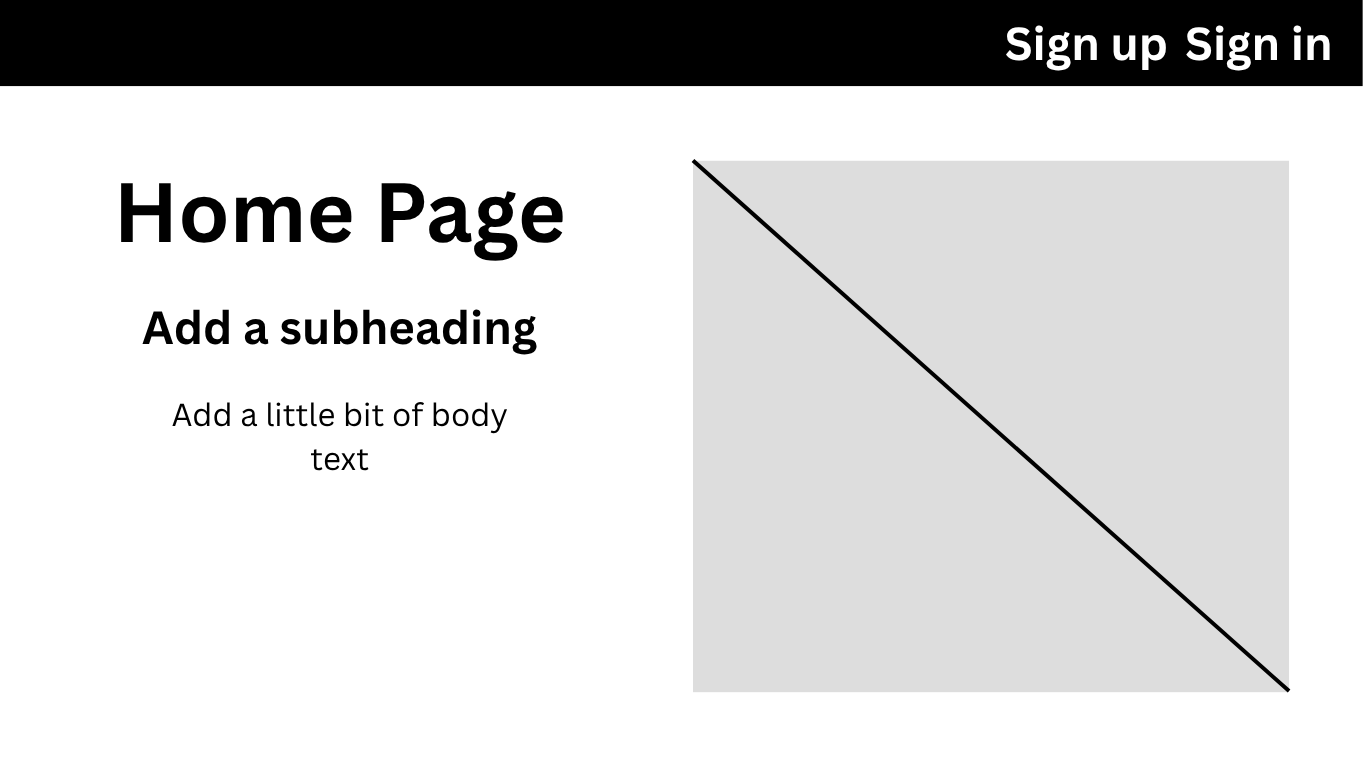 Sign up Sign in
Home Page
Add a subheading
Add a little bit of body
text